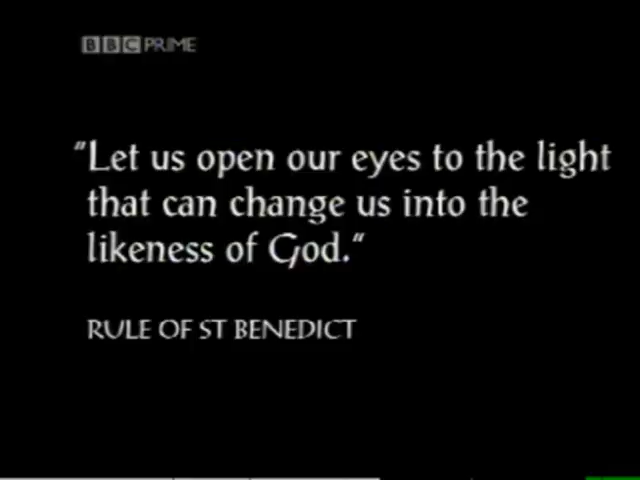 BBC PRIME
"Let us open our eyes to the light
that can change us into the
likeness of God."
RULE OF ST BENEDICT